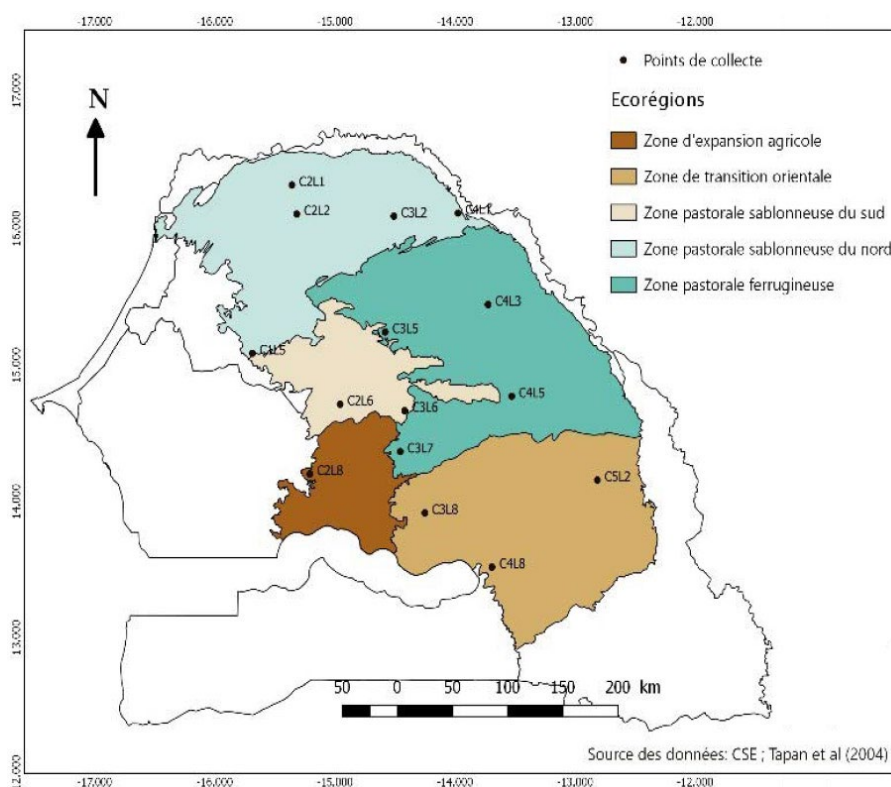 -17.000 -16.000 -15.000 -14.000 -13.000 -12.000
17.000
16.000
15.000
14.000
13.000
12.000
N
Points de collecte
Ecorégions
Zone d'expansion agricole
Zone de transition orientale
Zone pastorale sablonneuse du sud
Zone pastorale sablonneuse du nord
Zone pastorale ferrugineuse
C2L1
C2L2
C3L2
C4L1
C4L3
C3L5
C1L5
C4L5
C2L6
C3L6
C3L7
C2L8
C5L2
C3L8
C4L8
50 0 50 100 150 200 km
Source des données: CSE ; Tapan et al (2004)
-17.000 -16.000 -15.000 -14.000 -13.000 -12.000